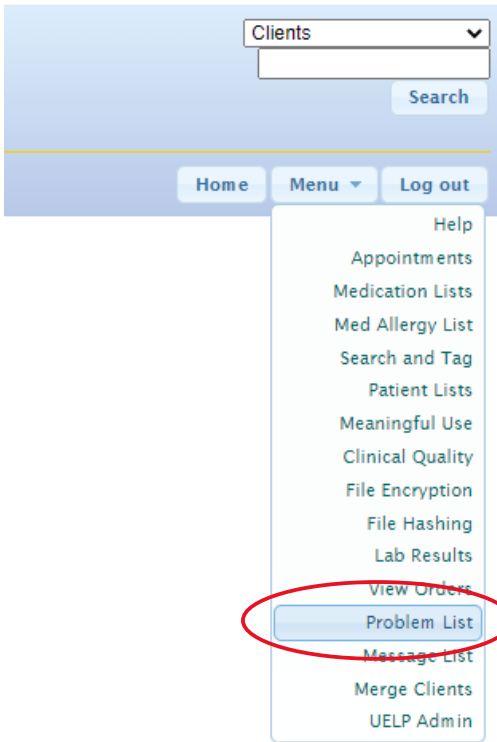 Clients
Search
Home Menu Log out
Help
Appointments
Medication Lists
Med Allergy List
Search and Tag
Patient Lists
Meaningful Use
Clinical Quality
File Encryption
File Hashing
Lab Results
View Orders
Problem List
Message List
Merge Clients
UELP Admin